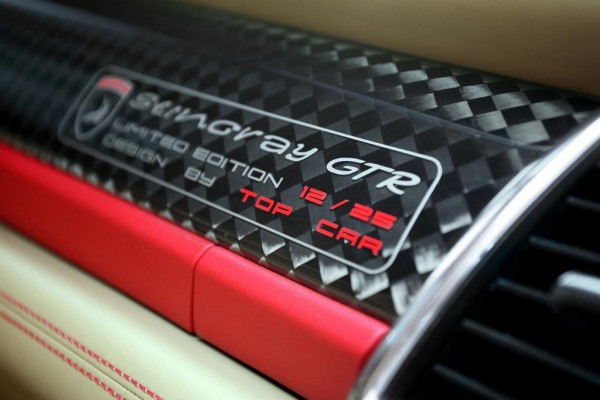 Stingray GTR
LIMITED EDITION 12/25
DESIGN BY TOP CAR